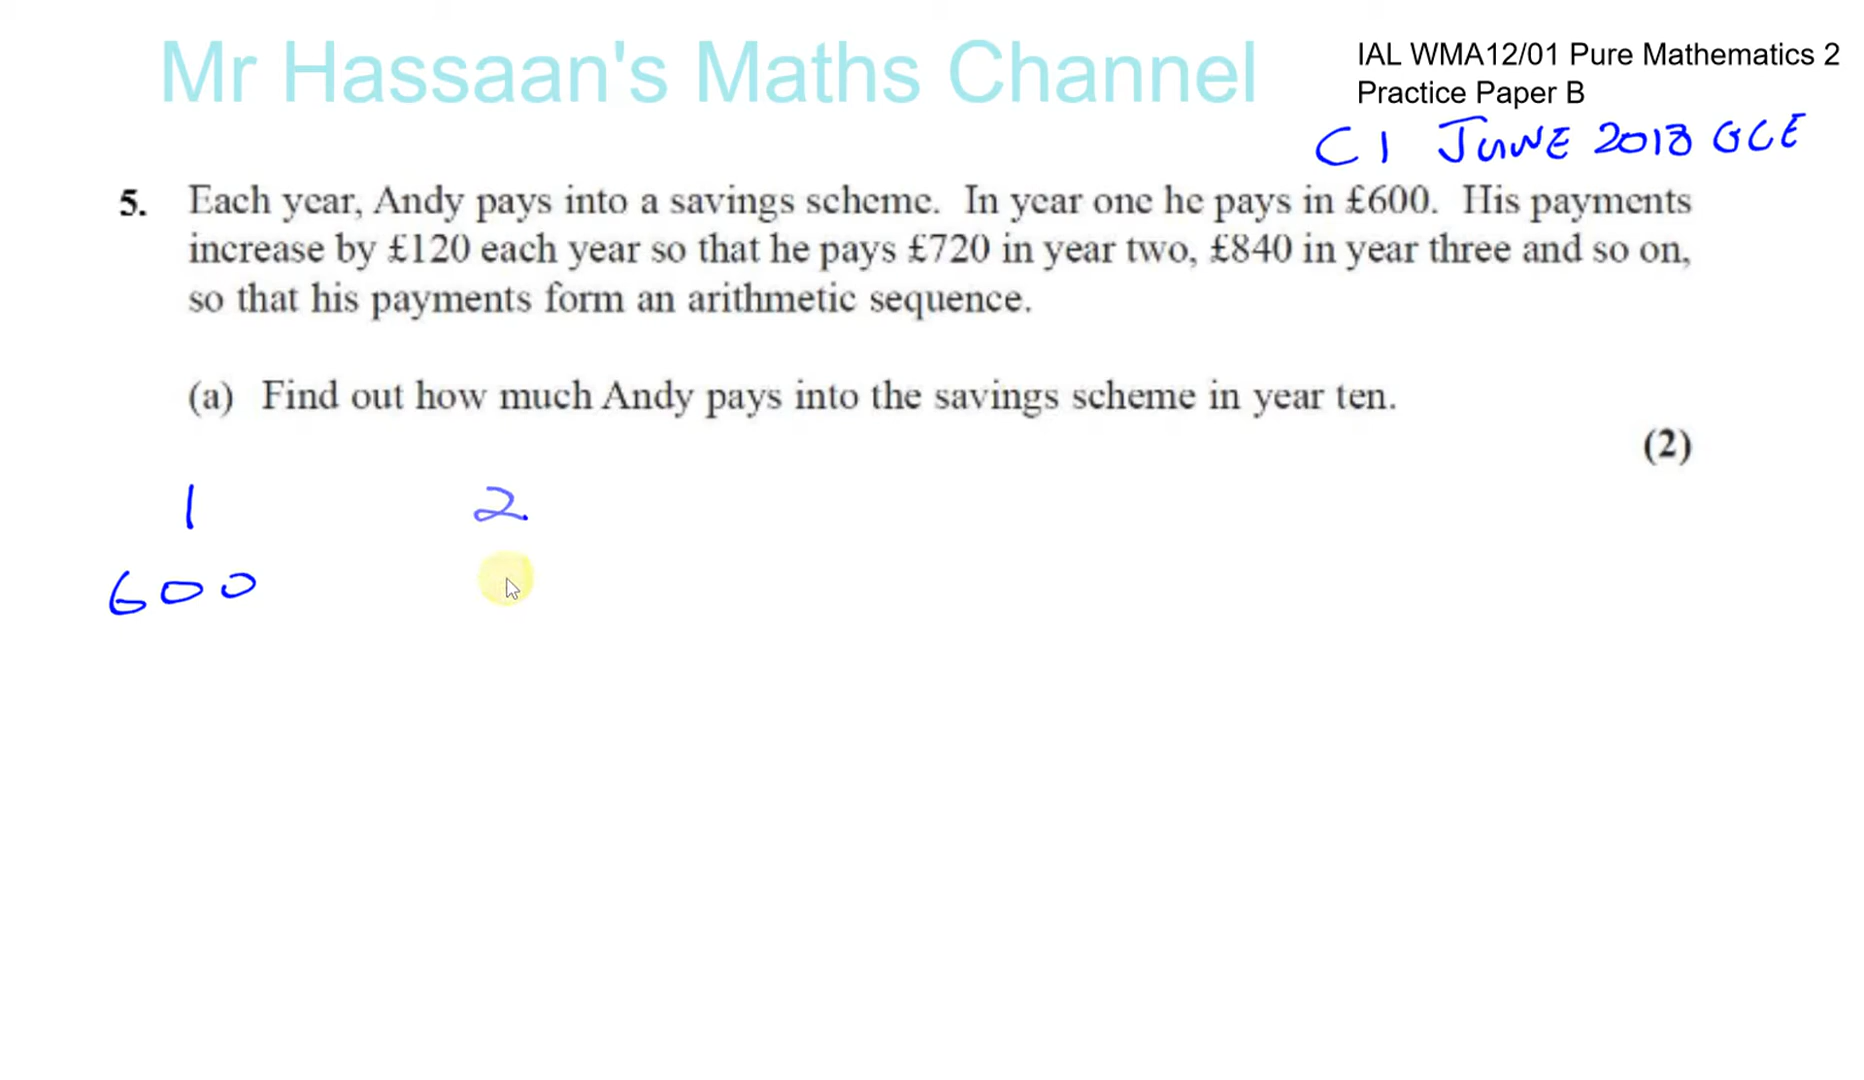 Mr Hassaan's Maths Channel
IAL WMA12/01 Pure Mathematics 2
Practice Paper B
C1 JUNE 2018 GCE
5. Each year, Andy pays into a savings scheme. In year one he pays in £600. His payments
increase by £120 each year so that he pays £720 in year two, £840 in year three and so on,
so that his payments form an arithmetic sequence.
(a) Find out how much Andy pays into the savings scheme in year ten.
(2)
1 2
600